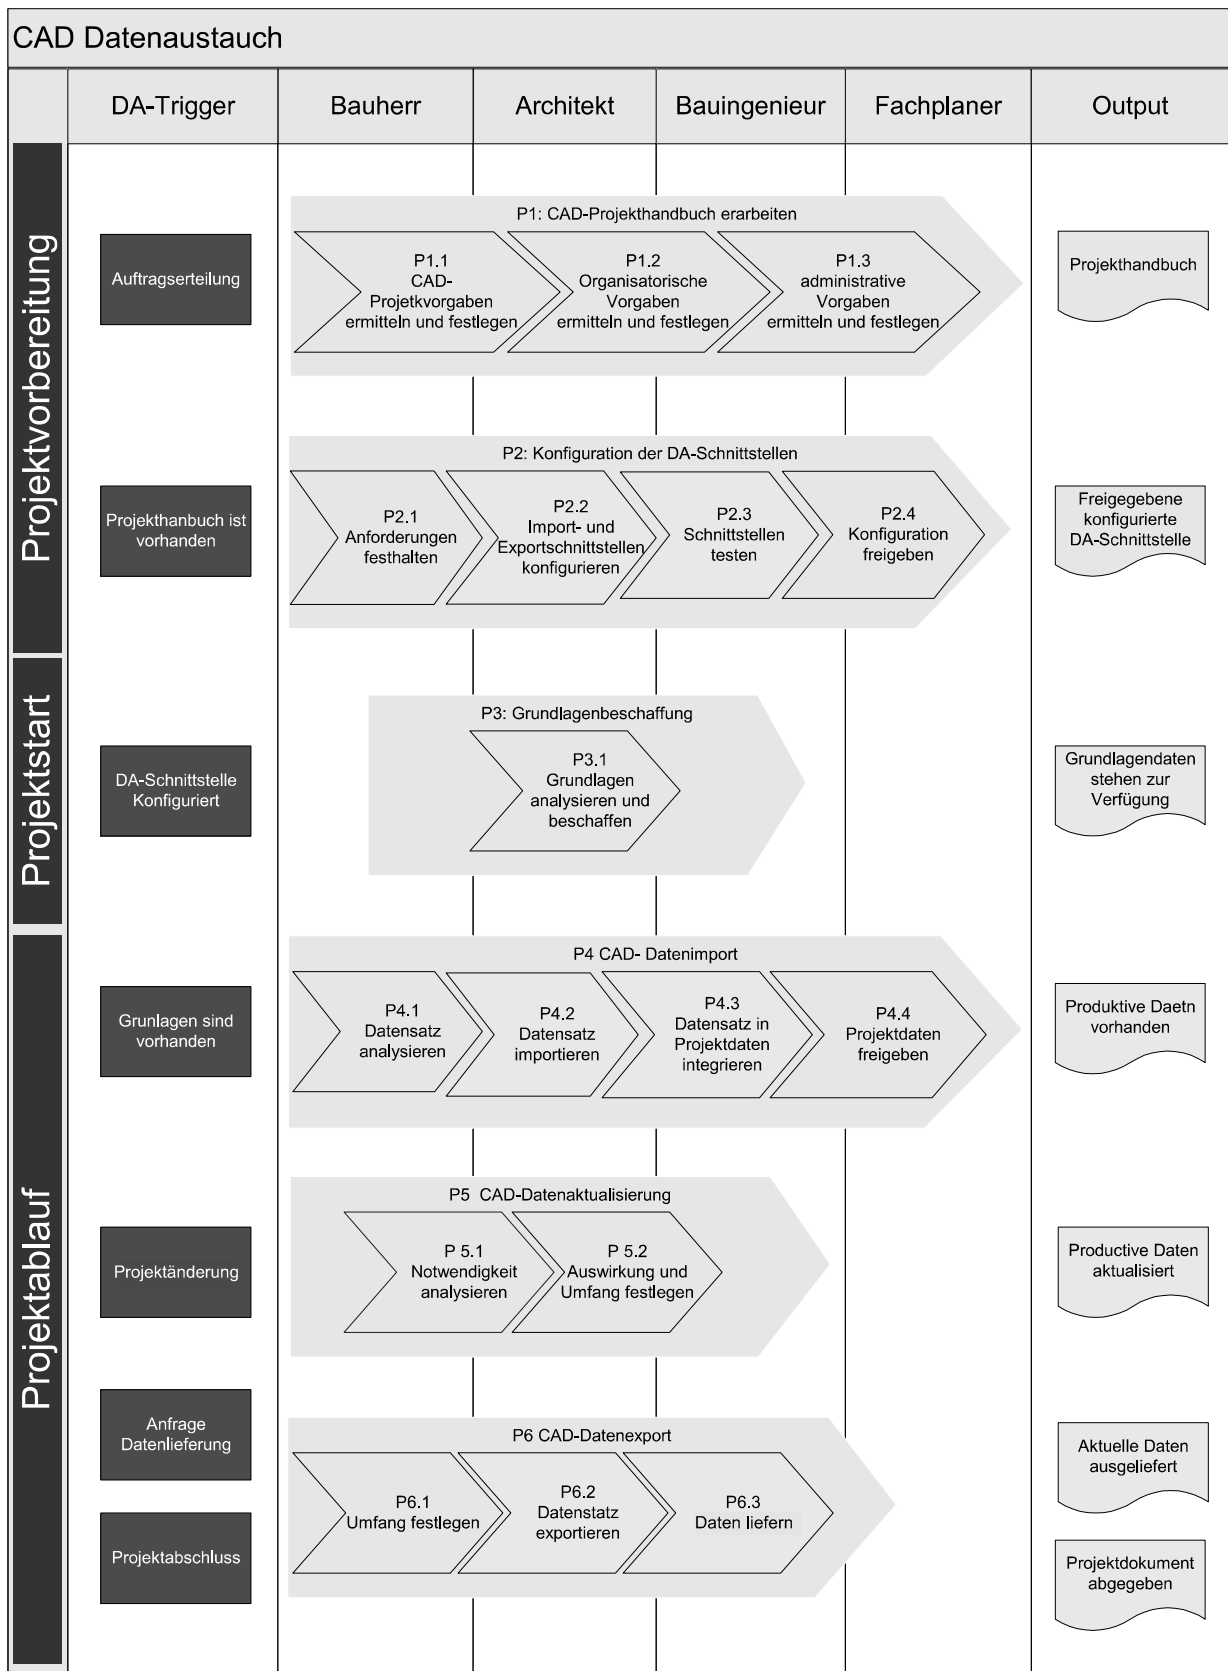 CAD Datenaustauch
DA-Trigger
Bauherr
Architekt
Bauingenieur
Fachplaner
Output
Projektvorbereitung
Auftragserteilung
P1: CAD-Projekthandbuch erarbeiten
P1.1
CAD-
Projetkvorgaben
ermitteln und festlegen
P1.2
Organisatorische
Vorgaben
ermitteln und festlegen
P1.3
administrative
Vorgaben
ermitteln und festlegen
Projekthandbuch
Projekthanbuch ist
vorhanden
P2: Konfiguration der DA-Schnittstellen
P2.1
Anforderungen
festhalten
P2.2
Import- und
Exportschnittstellen
konfigurieren
P2.3
Schnittstellen
testen
P2.4
Konfiguration
freigeben
Freigegebene
konfigurierte
DA-Schnittstelle
Projektstart
DA-Schnittstelle
Konfiguriert
P3: Grundlagenbeschaffung
P3.1
Grundlagen
analysieren und
beschaffen
Grundlagendaten
stehen zur
Verfügung
Projektablauf
Grunlagen sind
vorhanden
P4 CAD- Datenimport
P4.1
Datensatz
analysieren
P4.2
Datensatz
importieren
P4.3
Datensatz in
Projektdaten
integrieren
P4.4
Projektdaten
freigeben
Produktive Daetn
vorhanden
Projektänderung
P5 CAD-Datenaktualisierung
P 5.1
Notwendigkeit
analysieren
P 5.2
Auswirkung und
Umfang festlegen
Productive Daten
aktualisiert
Anfrage
Datenlieferung
Projektabschluss
P6 CAD-Datenexport
P6.1
Umfang festlegen
P6.2
Datenstatz
exportieren
P6.3
Daten liefern
Aktuelle Daten
ausgeliefert
Projektdokument
abgegeben